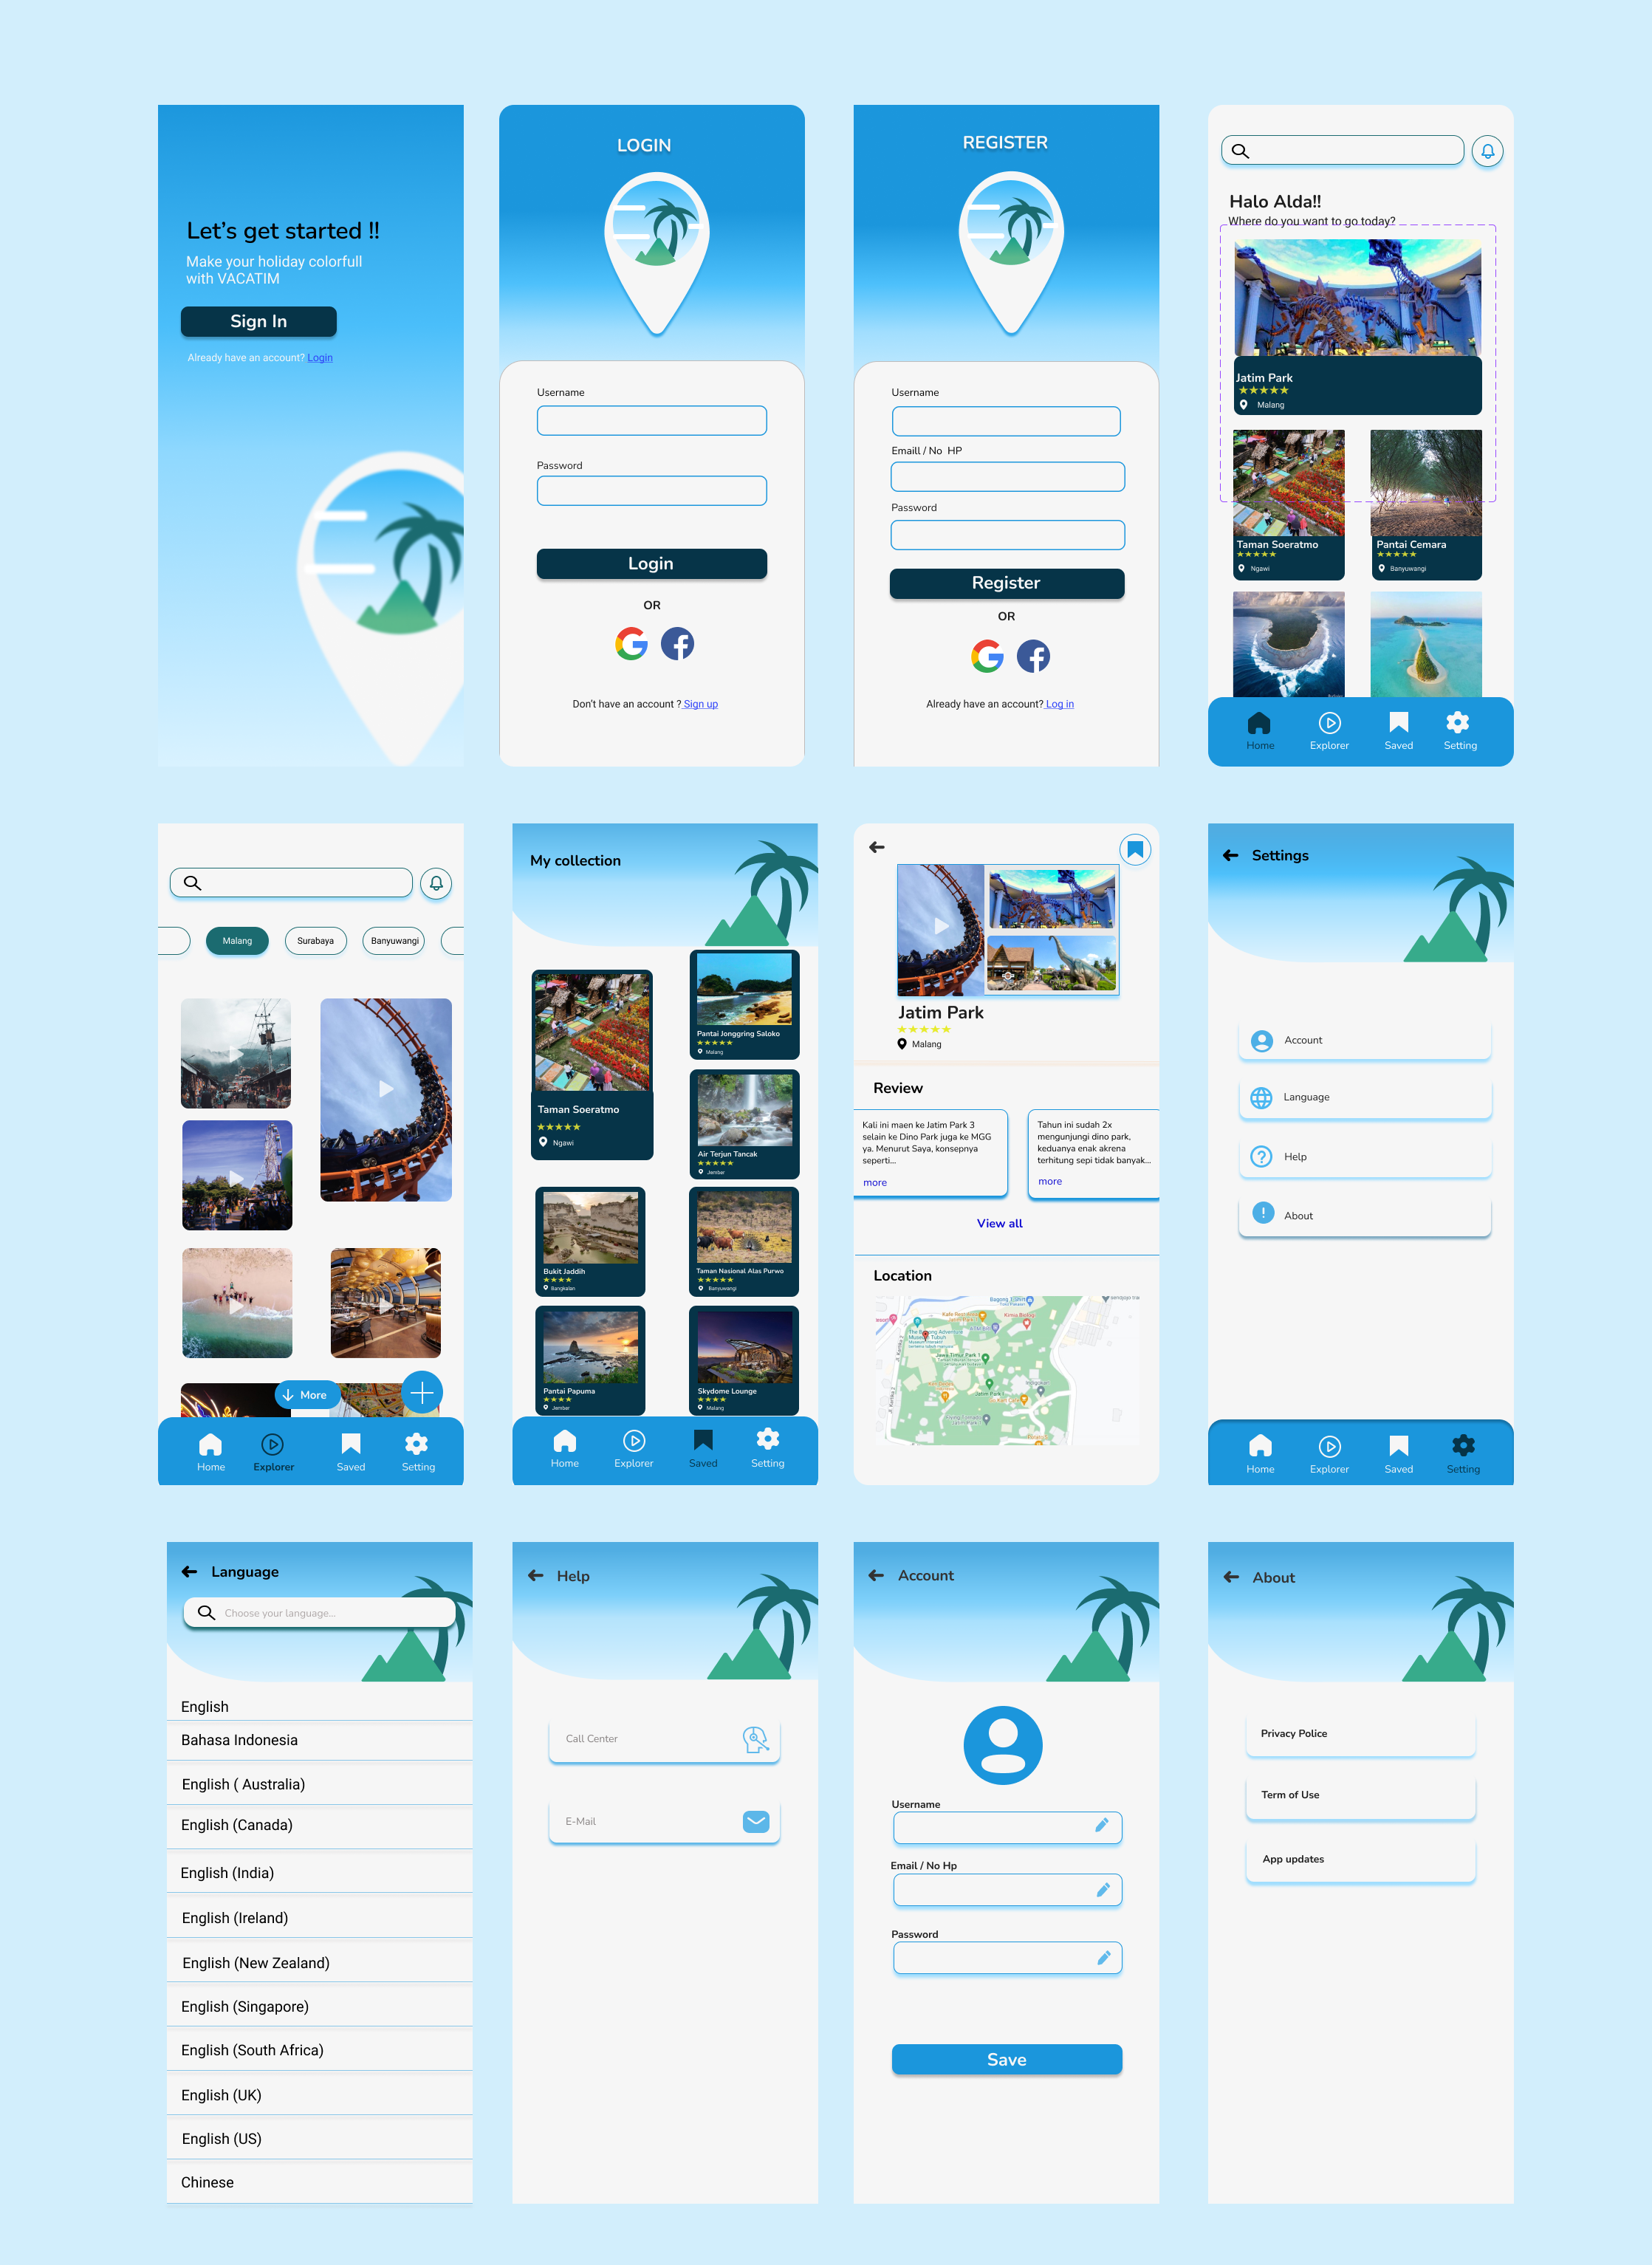 Let's get started !!
Make your holiday colorfull
with VACATIM
Sign In
Already have an account? Login
LOGIN
Username
Password
Login
OR
Don't have an account ? Sign up
REGISTER
Username
Emaill / No HP
Password
Register
OR
Already have an account? Log in
Halo Alda!!
Where do you want to go today?
Jatim Park
Malang
Taman Soeratmo
Ngawi
Pantai Cemara
Banyuwangi
Home
Explorer
Saved
Setting
Malang
Surabaya
Banyuwangi
More
Home
Explorer
Saved
Setting
My collection
Taman Soeratmo
Ngawi
Pantai Jonggring Saloko
Malang
Air Terjun Tancak
Jember
Bukit Jaddih
Bangkalan
Taman Nasional Alas Purwo
Banyuwangi
Pantai Papuma
Jember
Skydome Lounge
Malang
Home
Explorer
Saved
Setting
Jatim Park
Malang
Review
Kali ini maen ke Jatim Park 3
selain ke Dino Park juga ke MGG
ya. Menurut Saya, konsepnya
seperti...
more
Tahun ini sudah 2x
mengunjungi dino park,
keduanya enak akrena
terhitung sepi tidak banyak...
more
View all
Location
Jawa Timur Park 1
Jatim Park 1
Settings
Account
Language
Help
About
Home
Explorer
Saved
Setting
Language
Choose your language...
English
Bahasa Indonesia
English ( Australia)
English (Canada)
English (India)
English (Ireland)
English (New Zealand)
English (Singapore)
English (South Africa)
English (UK)
English (US)
Chinese
Help
Call Center
E-Mail
Account
Username
Email / No Hp
Password
Save
About
Privacy Police
Term of Use
App updates